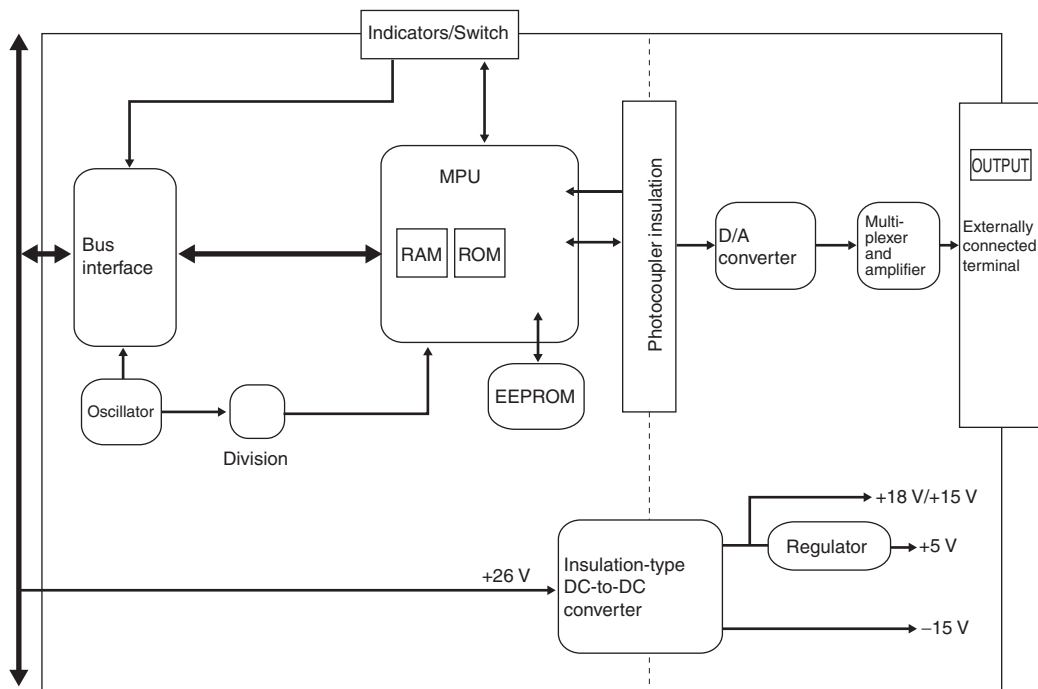 Indicators/Switch
MPU
RAM
ROM
Bus
interface
Photocoupler insulation
D/A
converter
Multi-
plexer
and
amplifier
OUTPUT
Externally
connected
terminal
EEPROM
Oscillator
Division
+26 V
Insulation-type
DC-to-DC
converter
+18 V/+15 V
Regulator
+5 V
−15 V